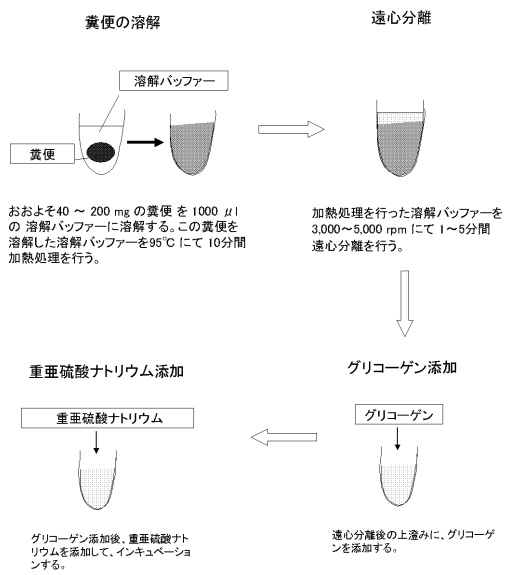 糞便の溶解
溶解バッファー
糞便
おおよそ40 ～ 200 mg の糞便 を 1000 μl
の 溶解バッファーに溶解する。この糞便を
溶解した溶解バッファーを95℃ にて 10分間
加熱処理を行う。
遠心分離
加熱処理を行った溶解バッファーを
3,000～5,000 rpm にて 1～5分間
遠心分離を行う。
グリコーゲン添加
グリコーゲン
遠心分離後の上澄みに、グリコーゲ
ンを添加する。
重亜硫酸ナトリウム添加
重亜硫酸ナトリウム
グリコーゲン添加後、重亜硫酸ナト
リウムを添加して、インキュベーショ
ンする。